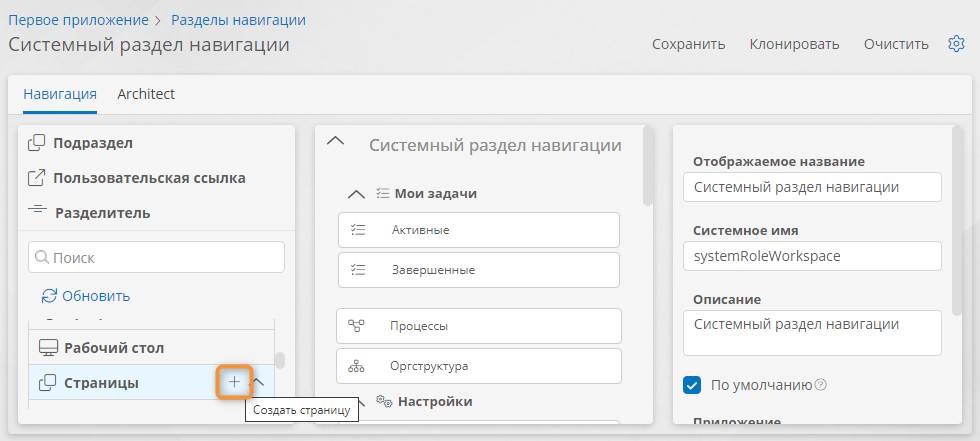 Первое приложение > Разделы навигации
Системный раздел навигации
Сохранить Клонировать Очистить
Навигация Architect
Подраздел
Пользовательская ссылка
Разделитель
Поиск
Обновить
Рабочий стол
Страницы
Создать страницу
Системный раздел навигации
Мои задачи
Активные
Завершенные
Процессы
Оргструктура
Настройки
Отображаемое название
Системный раздел навигации
Системное имя
systemRoleWorkspace
Описание
Системный раздел навигации
По умолчанию
Приложение